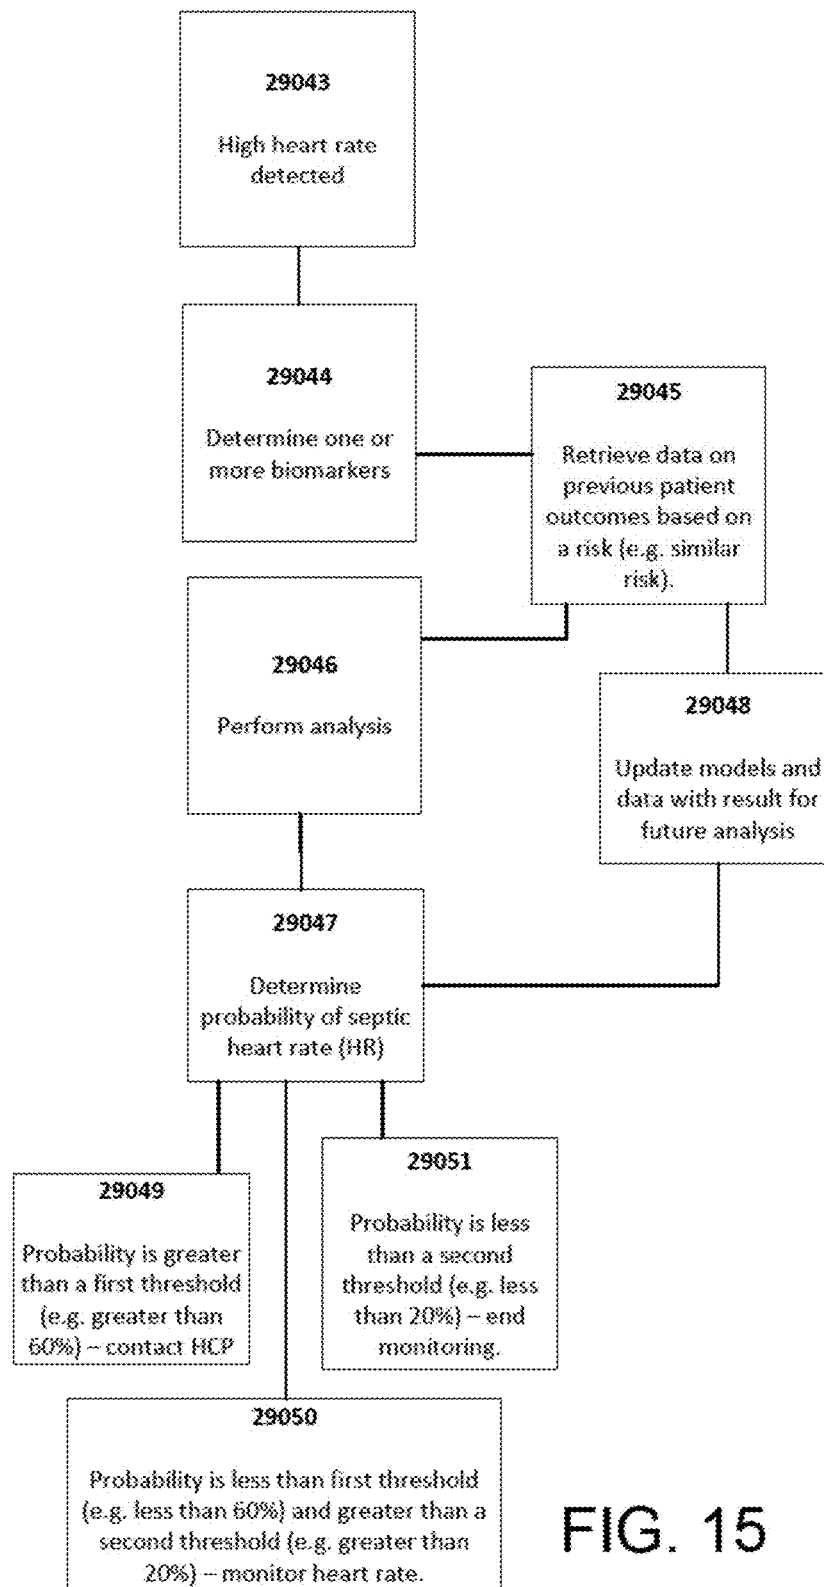 29043
High heart rate
detected
29044
Determine one or
more biomarkers
29045
Retrieve data on
previous patient
outcomes based on
a risk (e.g. similar
risk).
29046
Perform analysis
29048
Update models and
data with result for
future analysis
29047
Determine
probability of septic
heart rate (HR)
29049
Probability is greater
than a first threshold
(e.g. greater than
60%) – contact HCP
29051
Probability is less
than a second
threshold (e.g. less
than 20%) – end
monitoring.
29050
Probability is less than first threshold
(e.g. less than 60%) and greater than a
second threshold (e.g. greater than
20%) – monitor heart rate.
FIG. 15